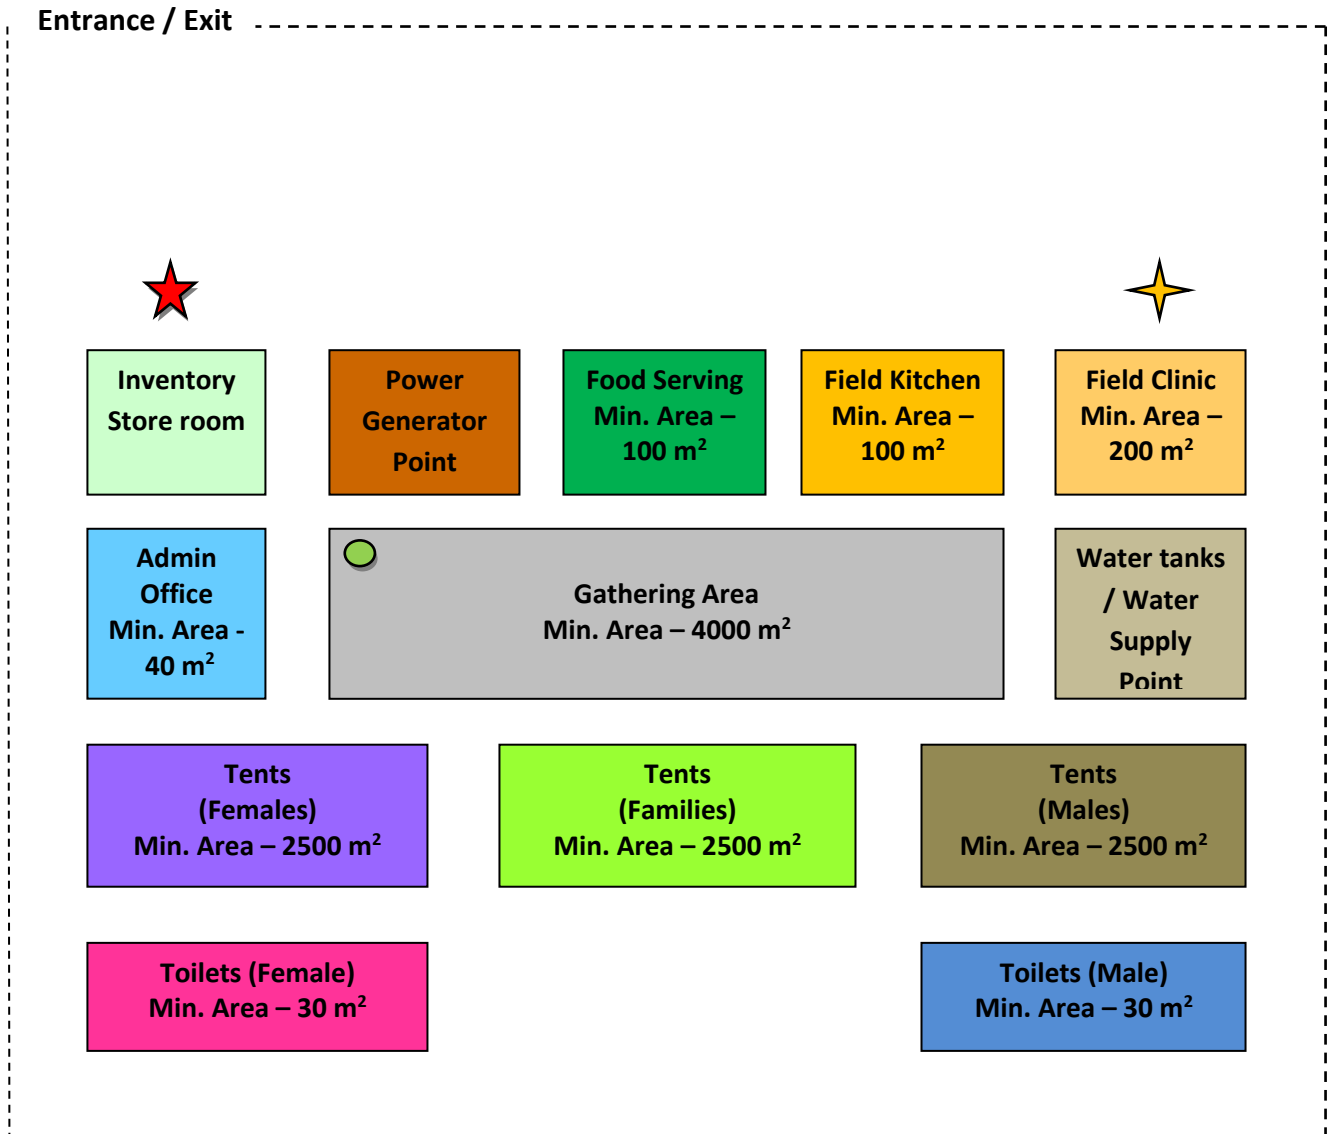 Entrance / Exit
Inventory
Store room
Power
Generator
Point
Food Serving
Min. Area –
100 m²
Field Kitchen
Min. Area –
100 m²
Field Clinic
Min. Area –
200 m²
Admin
Office
Min. Area -
40 m²
Gathering Area
Min. Area – 4000 m²
Water tanks
/ Water
Supply
Point
Tents
(Females)
Min. Area – 2500 m²
Tents
(Families)
Min. Area – 2500 m²
Tents
(Males)
Min. Area – 2500 m²
Toilets (Female)
Min. Area – 30 m²
Toilets (Male)
Min. Area – 30 m²